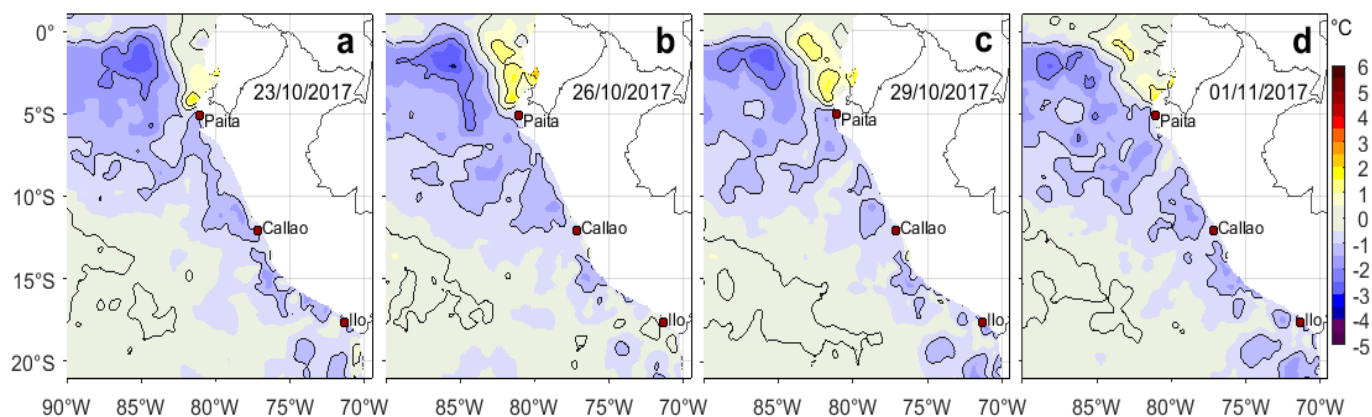 a
b
c
d
°C
23/10/2017
26/10/2017
29/10/2017
01/11/2017
0°
5°S
10°S
15°S
20°S
Paita
Callao
Ilo
Paita
Callao
Ilo
Paita
Callao
Ilo
Paita
Callao
Ilo
6
5
4
3
2
1
0
-1
-2
-3
-4
-5
90°W 85°W 80°W 75°W 70°W
85°W 80°W 75°W 70°W
85°W 80°W 75°W 70°W
85°W 80°W 75°W 70°W